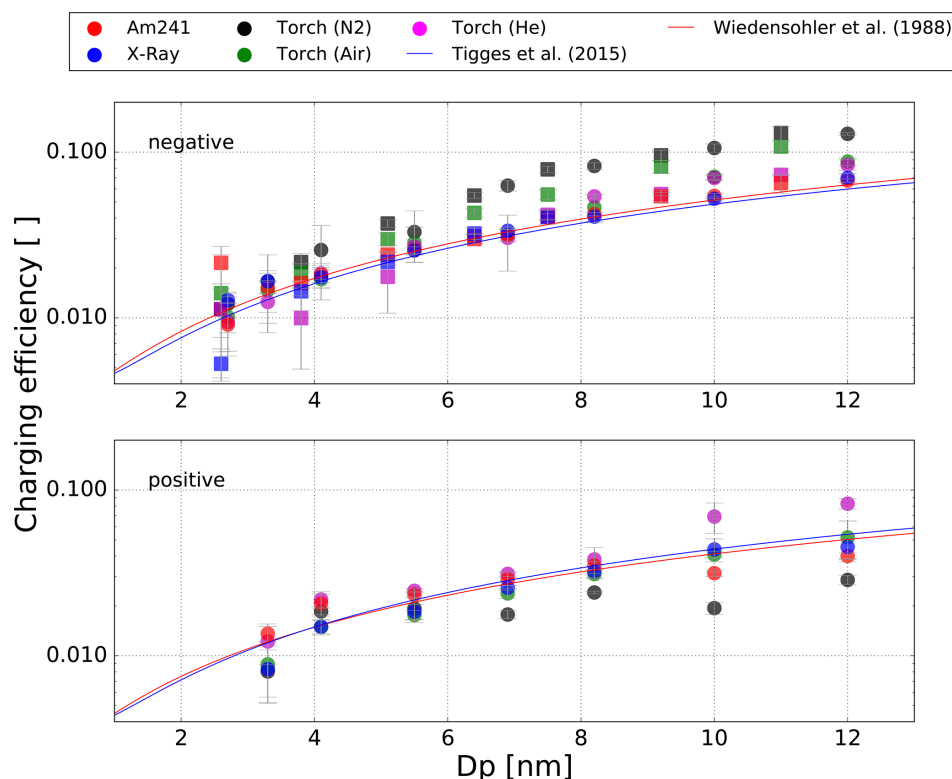 Am241 Torch (N2) Torch (He) Wiedensohler et al. (1988)
X-Ray Torch (Air) Tigges et al. (2015)
Charging efficiency [ ]
negative
0.100
0.010
2 4 6 8 10 12
positive
0.100
0.010
2 4 6 8 10 12
Dp [nm]